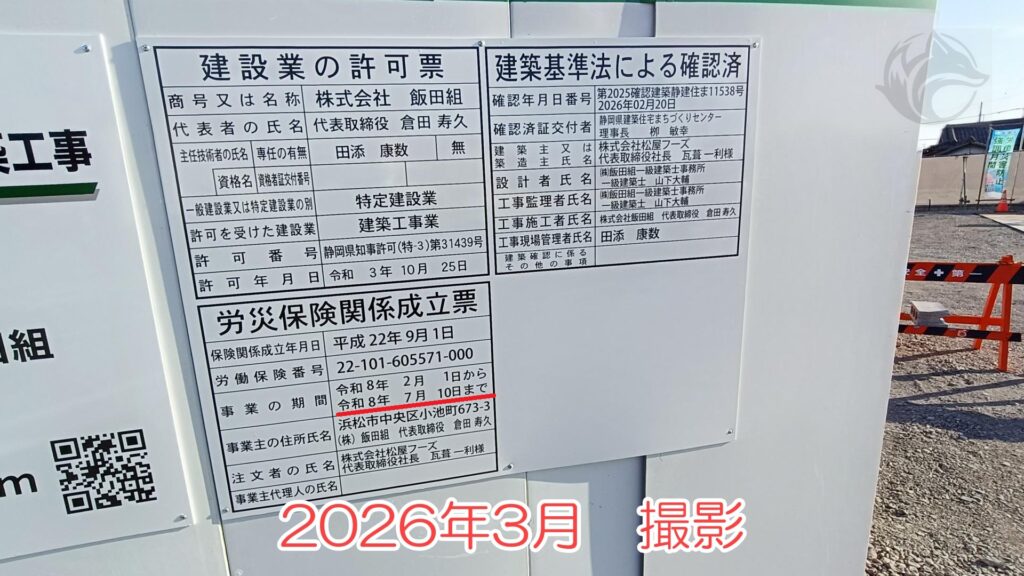 築工事
組
m
建設業の許可票
商号又は名称 株式会社 飯田組
代表者の氏名 代表取締役 倉田 寿久
主任技術者の氏名 専任の有無 田添 康数 無
資格名 資格者証交付番号
一般建設業又は特定建設業の別 特定建設業
許可を受けた建設業 建築工事業
許可番号 静岡県知事許可(特-3)第31439号
許可年月日 令和 3年 10月 25日
建築基準法による確認済
確認年月日番号 第2025確認建築静建住ま11538号
2026年02月20日
確認済証交付者 静岡県建築住宅まちづくりセンター
理事長 栁 敏幸
建築主又は築造主氏名 株式会社松屋フーズ
代表取締役社長 瓦葺一利様
設計者氏名 ㈱飯田組一級建築士事務所
一級建築士 山下大輔
工事監理者氏名 ㈱飯田組一級建築士事務所
一級建築士 山下大輔
工事施工者氏名 株式会社飯田組 代表取締役 倉田 寿久
工事現場管理者氏名 田添 康数
建築確認に係る
その他の事項
労災保険関係成立票
保険関係成立年月日 平成 22年 9月 1日
労働保険番号 22-101-605571-000
事業の期間 令和 8年 2月 1日から
令和 8年 7月 10日まで
事業主の住所氏名 浜松市中央区小池町673-3
(株) 飯田組 代表取締役 倉田 寿久
注文者の氏名 株式会社松屋フーズ
代表取締役社長 瓦葺 一利様
事業主代理人の氏名
安全+第一
2026年3月 撮影